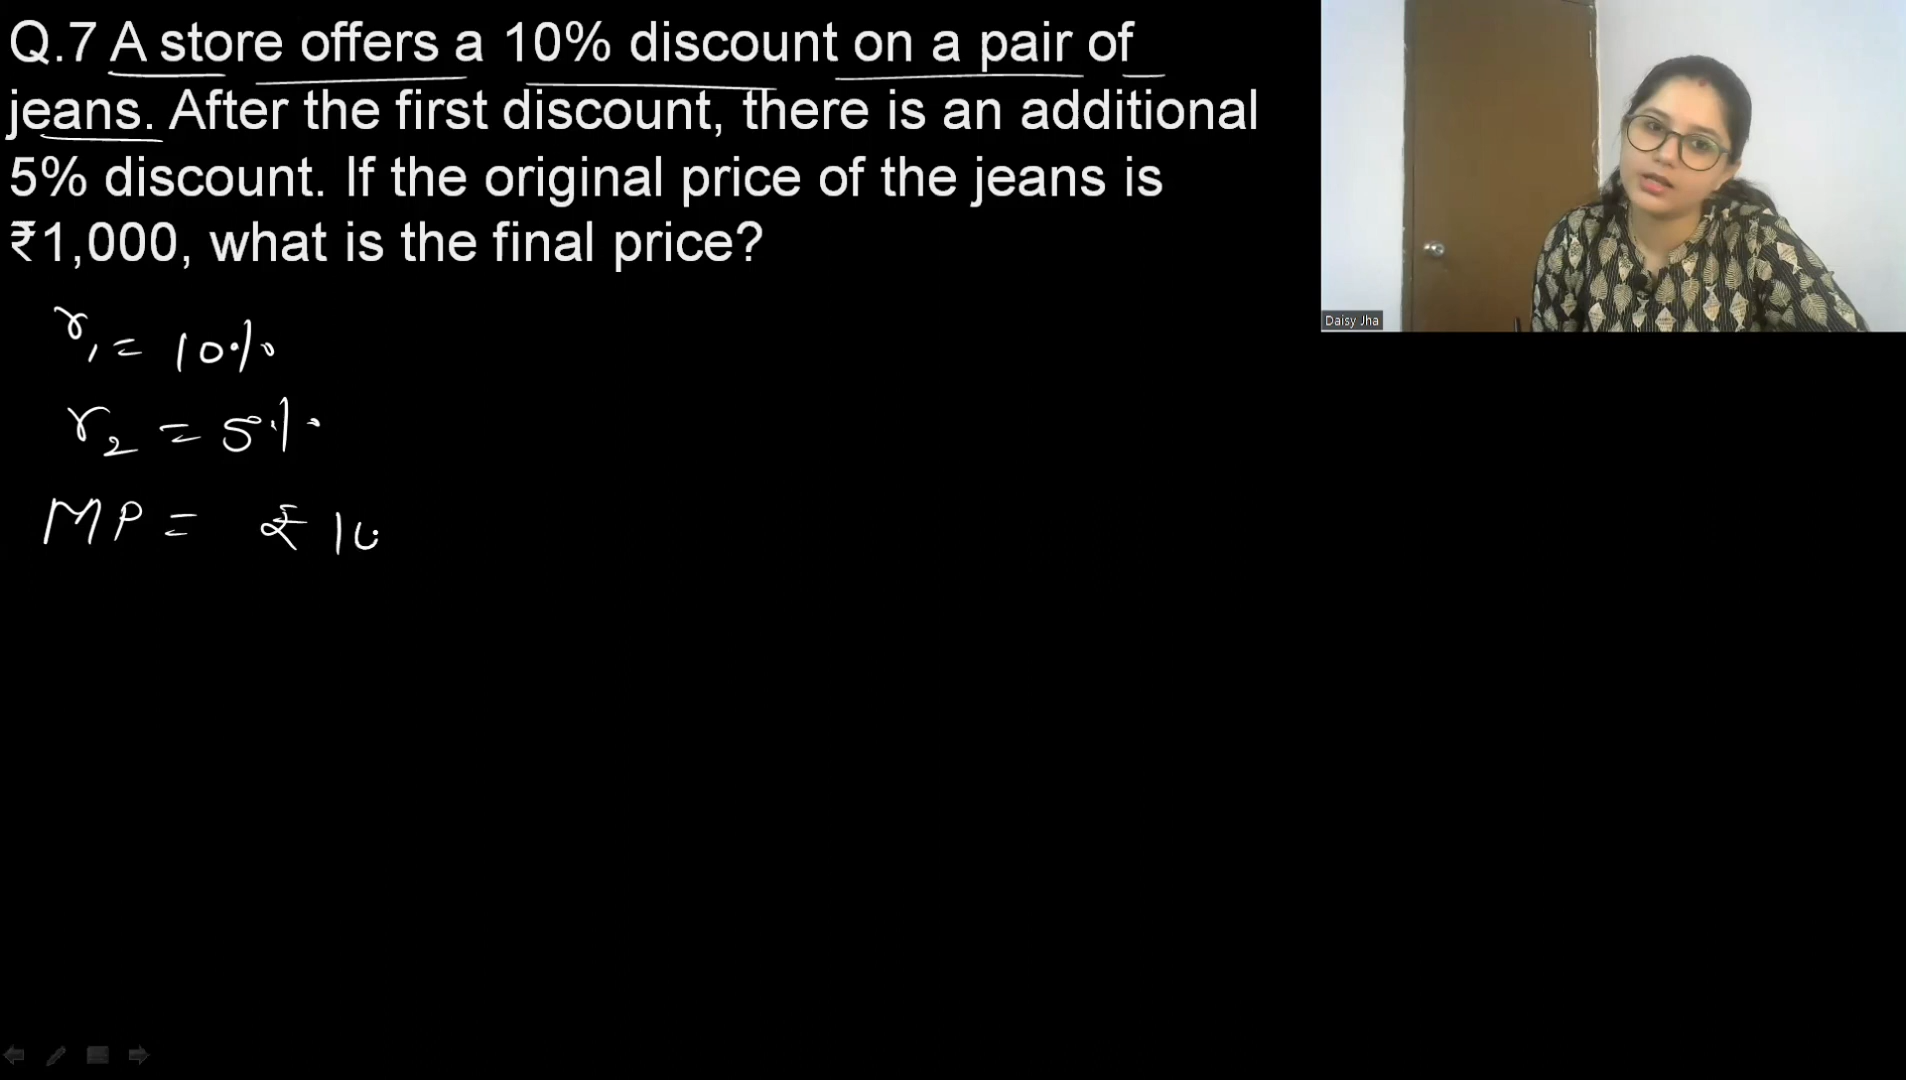 Q.7 A store offers a 10% discount on a pair of
jeans. After the first discount, there is an additional
5% discount. If the original price of the jeans is
₹1,000, what is the final price?
r₁ = 10%
r₂ = 5%
MP = ₹ 10
Daisy Jha